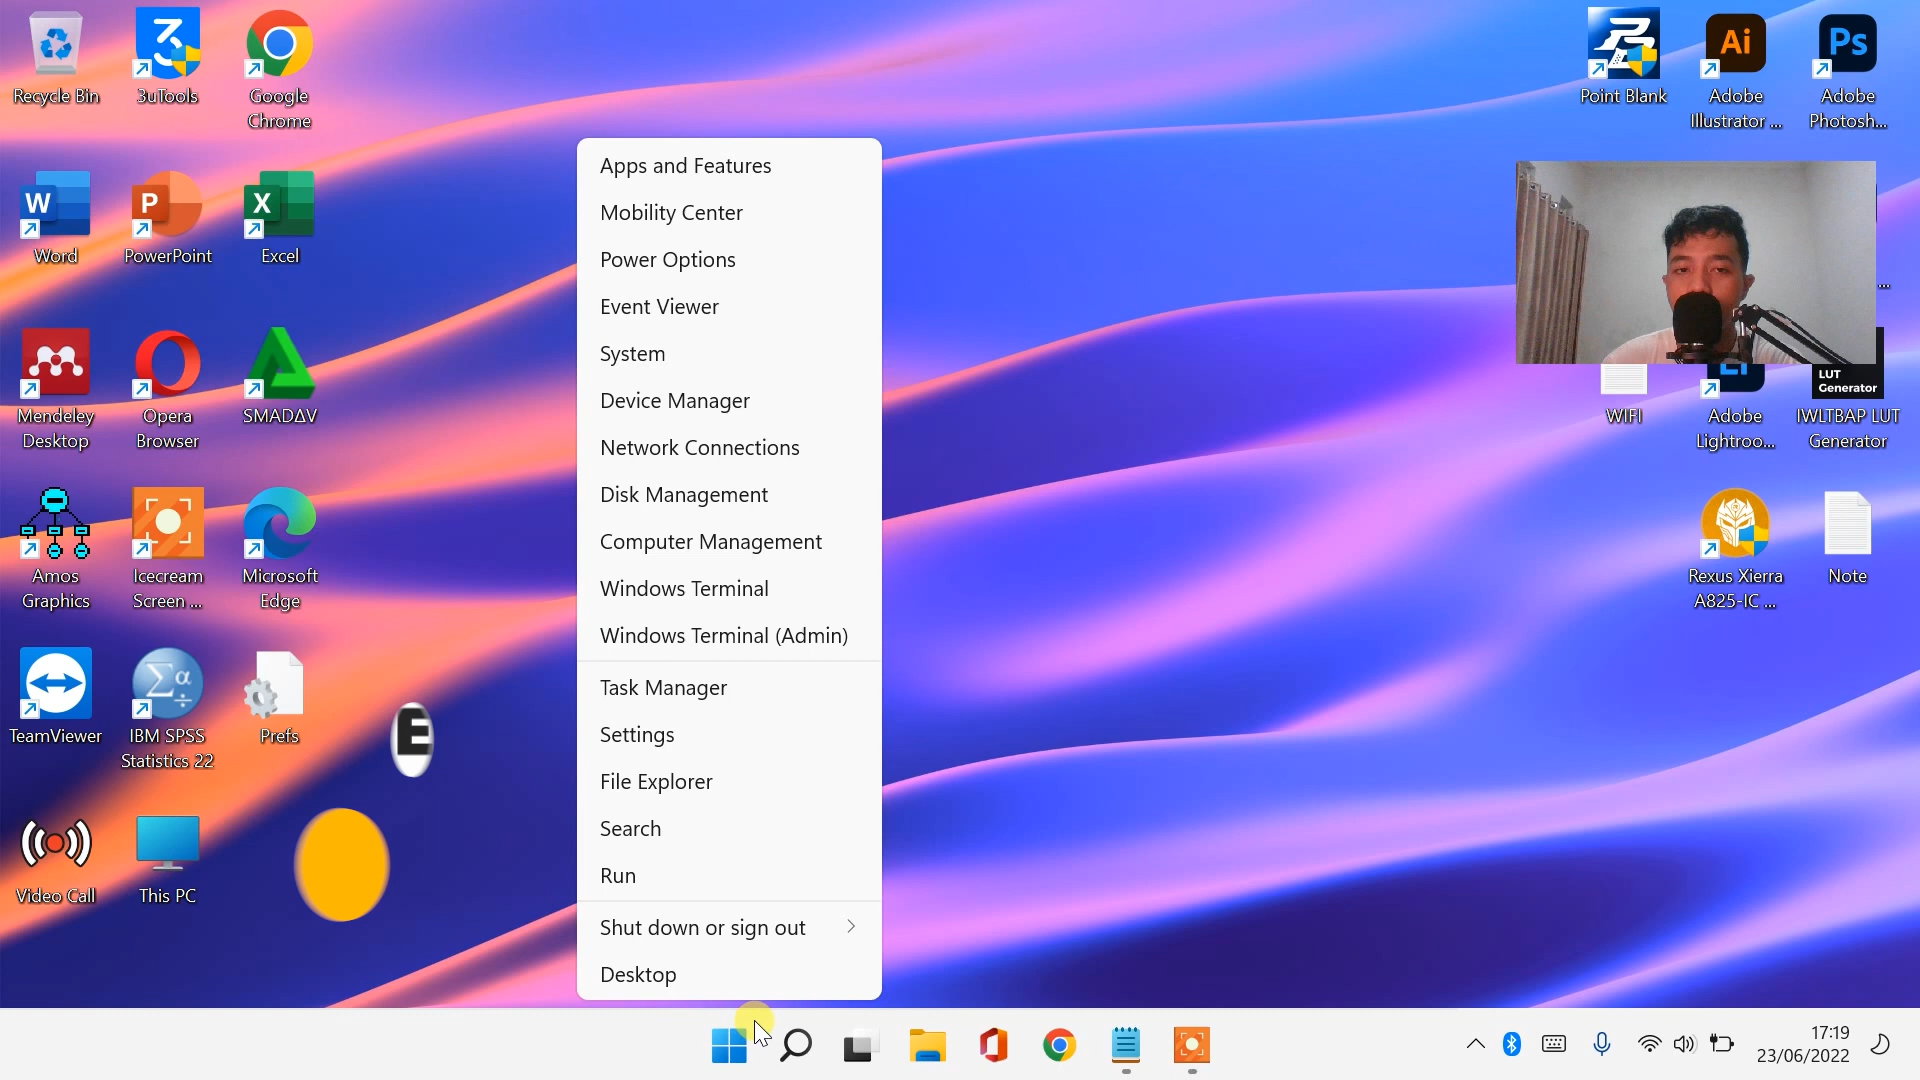 Recycle Bin
3uTools
Google
Chrome
Word
PowerPoint
Excel
Mendeley
Desktop
Opera
Browser
SMADΔV
Amos
Graphics
Icecream
Screen ...
Microsoft
Edge
TeamViewer
IBM SPSS
Statistics 22
Prefs
E
Video Call
This PC
Apps and Features
Mobility Center
Power Options
Event Viewer
System
Device Manager
Network Connections
Disk Management
Computer Management
Windows Terminal
Windows Terminal (Admin)
Task Manager
Settings
File Explorer
Search
Run
Shut down or sign out
Desktop
Point Blank
Ai
Adobe
Illustrator ...
Ps
Adobe
Photosh...
...
WIFI
Adobe
Lightroo...
LUT
Generator
IWLTBAP LUT
Generator
Rexus Xierra
A825-IC ...
Note
17:19
23/06/2022